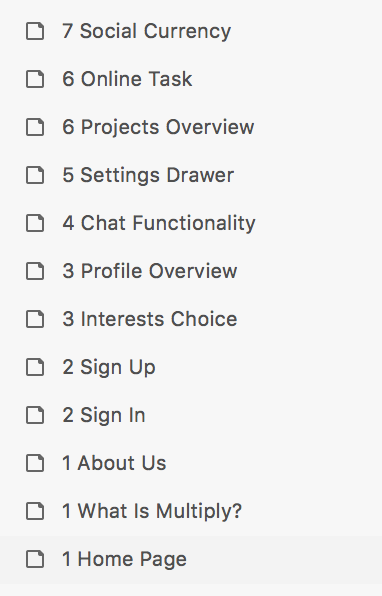 7 Social Currency
6 Online Task
6 Projects Overview
5 Settings Drawer
4 Chat Functionality
3 Profile Overview
3 Interests Choice
2 Sign Up
2 Sign In
1 About Us
1 What Is Multiply?
1 Home Page